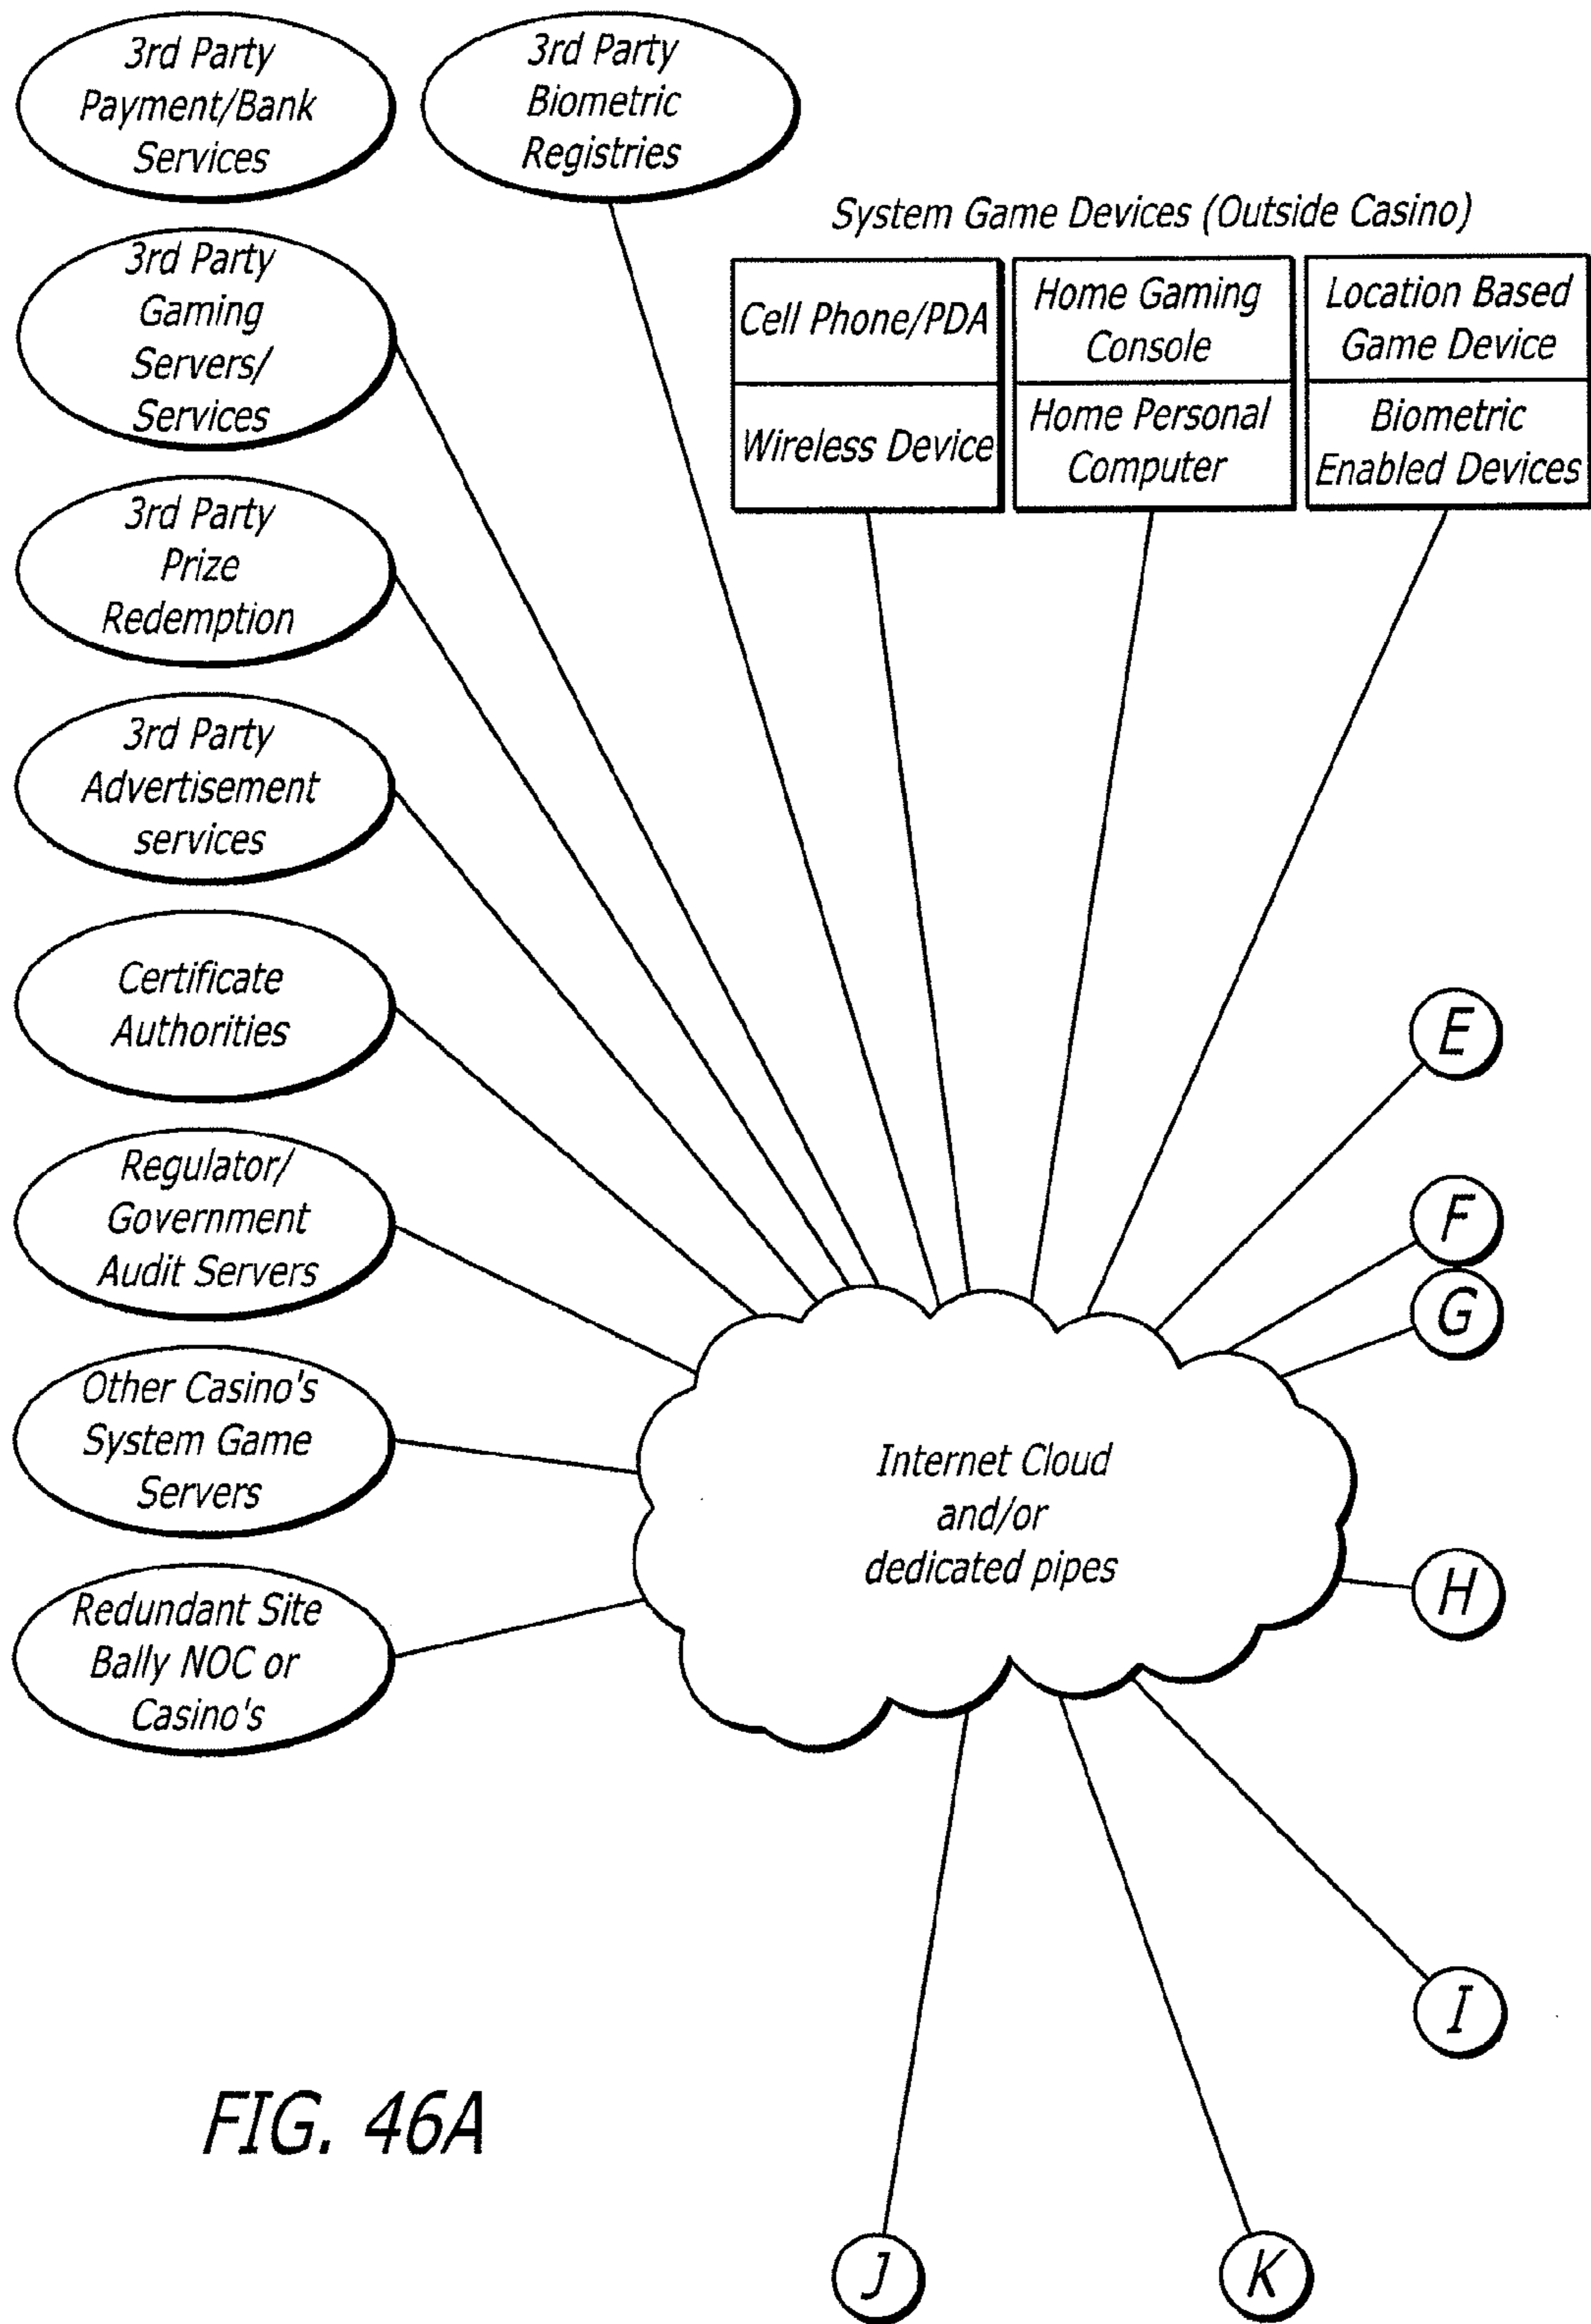 3rd Party
Payment/Bank
Services
3rd Party
Biometric
Registries
System Game Devices (Outside Casino)
3rd Party
Gaming
Servers/
Services
Cell Phone/PDA
Home Gaming
Console
Location Based
Game Device
Wireless Device
Home Personal
Computer
Biometric
Enabled Devices
3rd Party
Prize
Redemption
3rd Party
Advertisement
services
Certificate
Authorities
E
Regulator/
Government
Audit Servers
F
G
Other Casino's
System Game
Servers
Internet Cloud
and/or
dedicated pipes
H
Redundant Site
Bally NOC or
Casino's
I
FIG. 46A
J
K